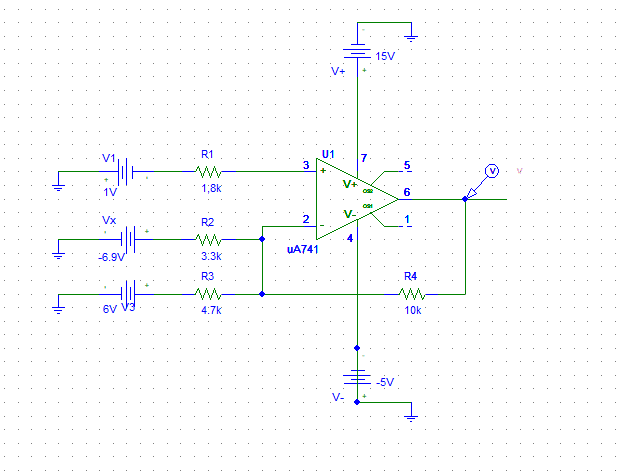 15V
V+
U1
7
V1
R1
3
+
5
V+
OS2
1V
1.8k
6
V
V
Vx
R2
2
-
V-
OS1
1
4
-6.9V
3.3k
uA741
R3
R4
6V
V3
4.7k
10k
-5V
V-